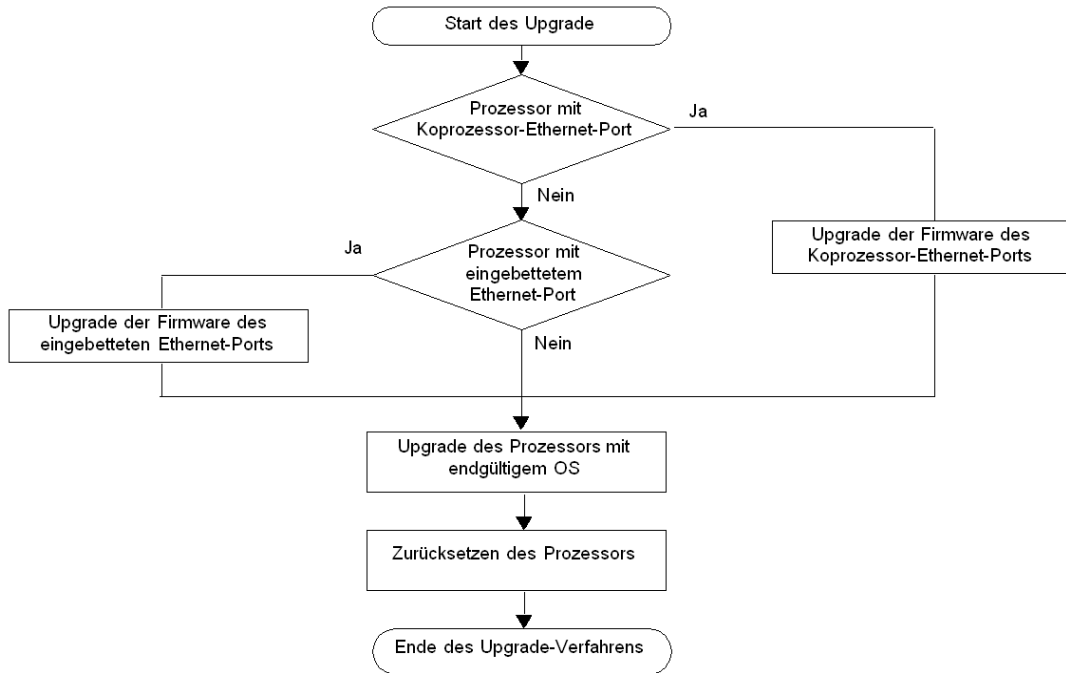 Start des Upgrade
Prozessor mit
Koprozessor-Ethernet-Port
Ja
Nein
Prozessor mit
eingebettetem
Ethernet-Port
Ja
Upgrade der Firmware des
Koprozessor-Ethernet-Ports
Upgrade der Firmware des
eingebetteten Ethernet-Ports
Nein
Upgrade des Prozessors mit
endgültigem OS
Zurücksetzen des Prozessors
Ende des Upgrade-Verfahrens